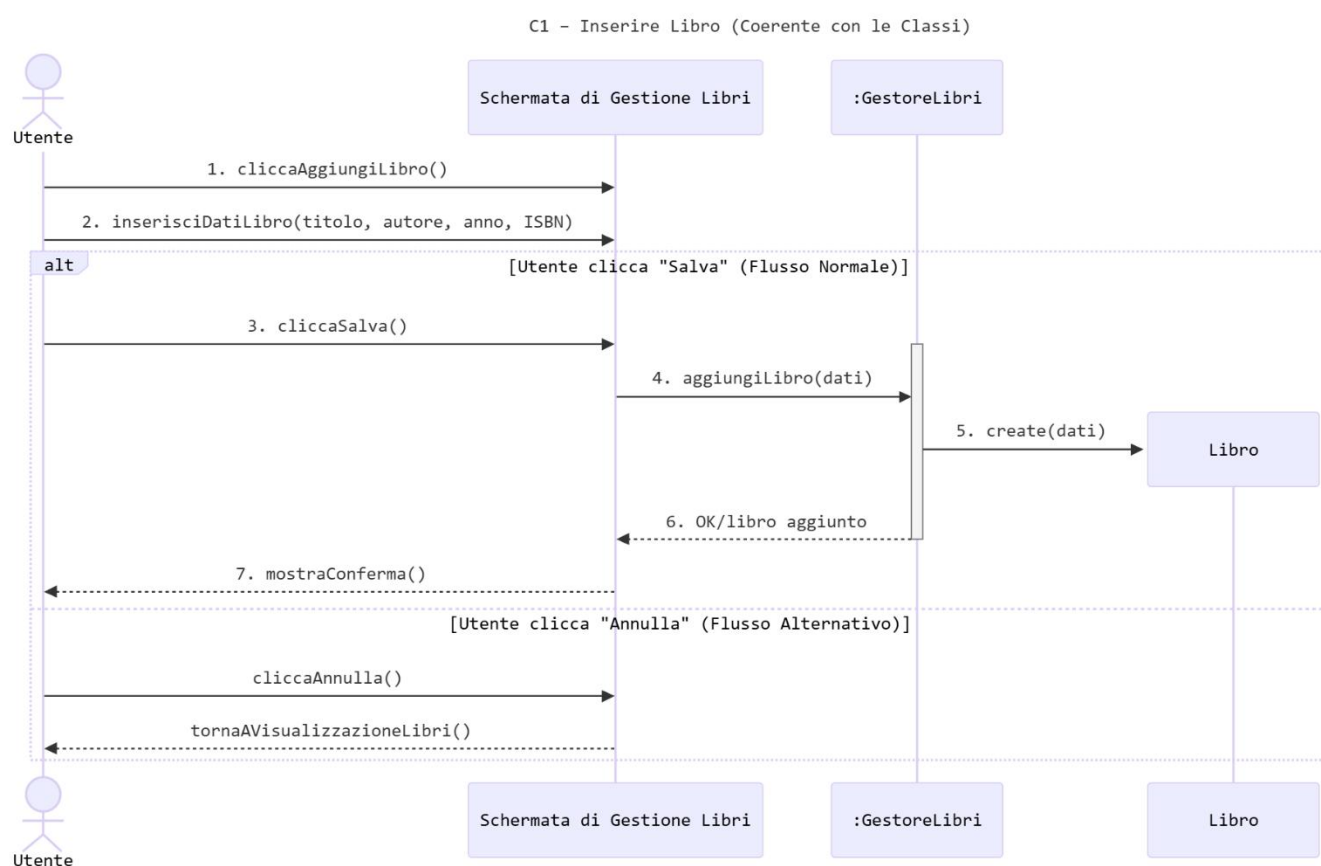 C1 – Inserire Libro (Coerente con le Classi)
Schermata di Gestione Libri
:GestoreLibri
Utente
1. cliccaAggiungiLibro()
2. inserisciDatiLibro(titolo, autore, anno, ISBN)
alt
[Utente clicca "Salva" (Flusso Normale)]
3. cliccaSalva()
4. aggiungiLibro(dati)
5. create(dati)
Libro
6. OK/libro aggiunto
7. mostraConferma()
[Utente clicca "Annulla" (Flusso Alternativo)]
cliccaAnnulla()
tornaAVisualizzazioneLibri()
Schermata di Gestione Libri
:GestoreLibri
Libro
Utente